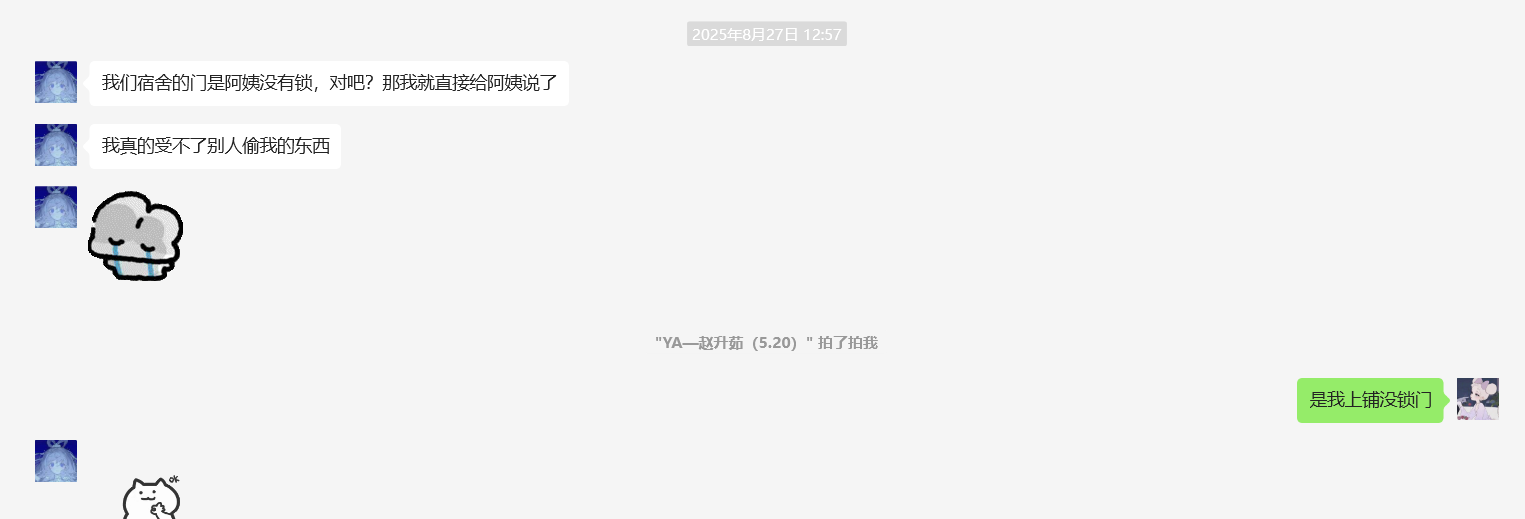 2025年8月27日 12:57
我们宿舍的门是阿姨没有锁，对吧？那我就直接给阿姨说了
我真的受不了别人偷我的东西
"YA—赵升茹（5.20）" 拍了拍我
是我上铺没锁门
ok